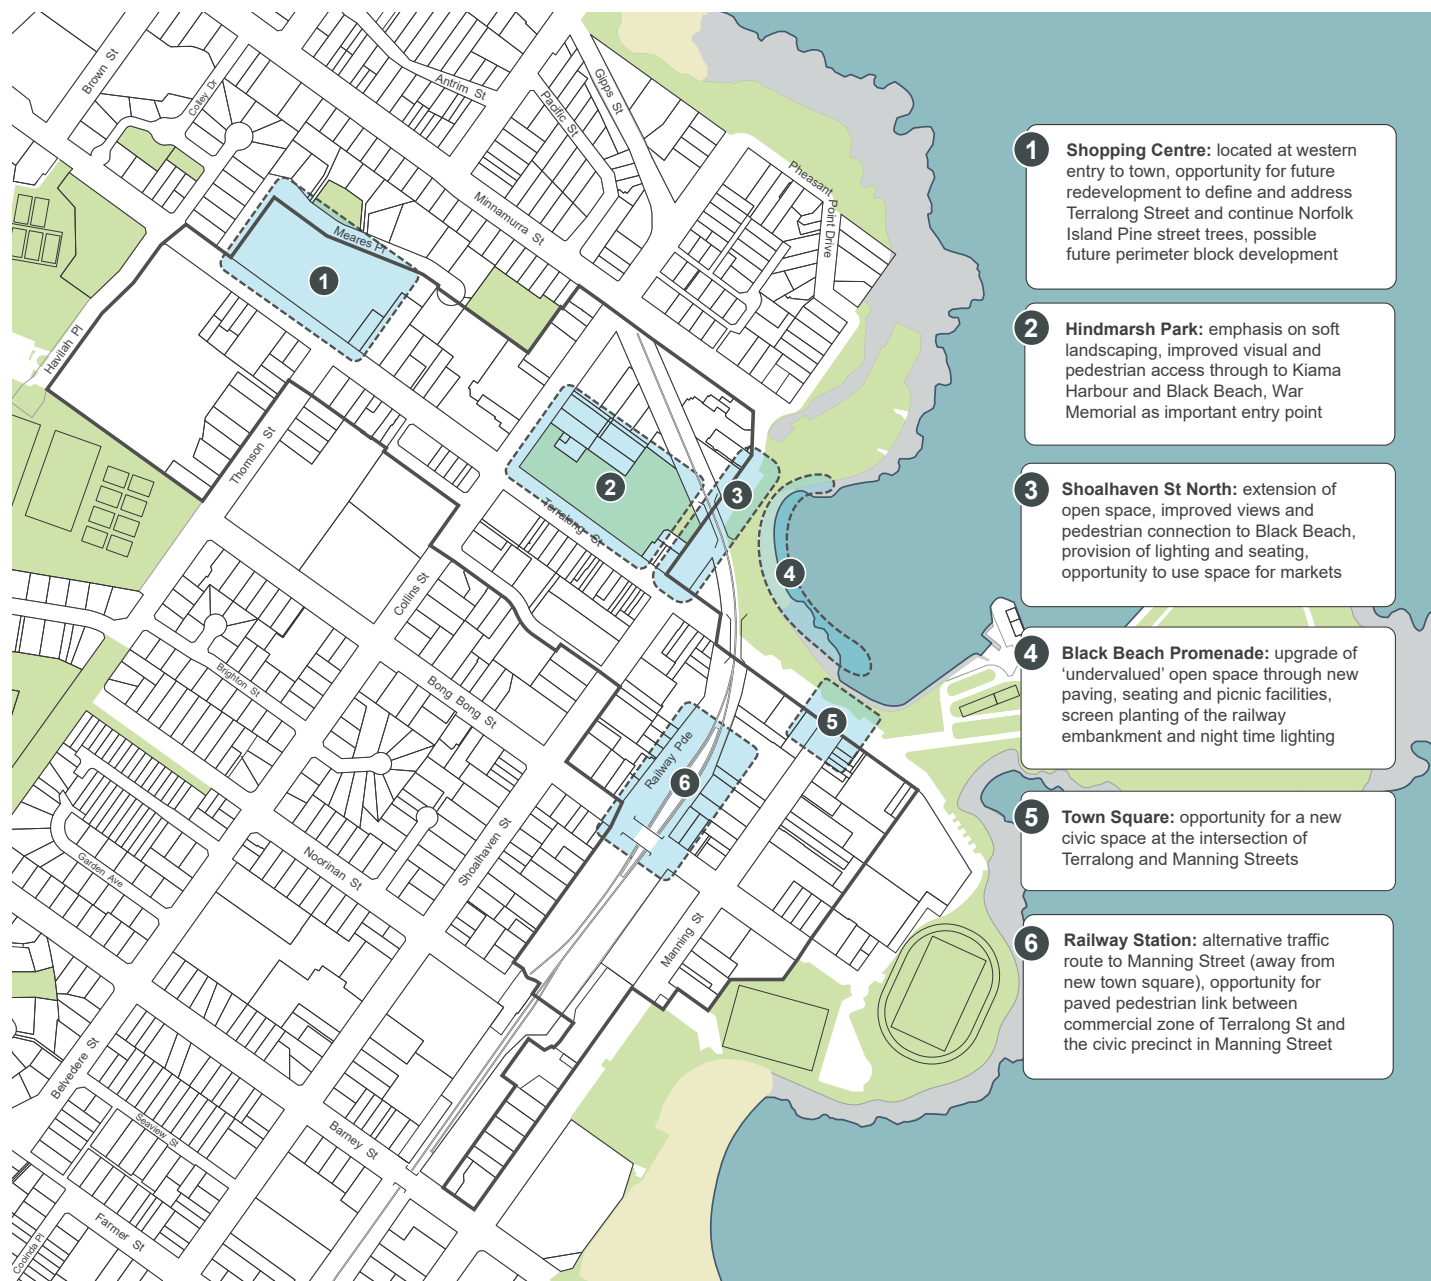 Brown St
Colley Dr
Antrim St
Gipps St
Pacific St
Pheasant
Point Drive
Minnamurra St
Meares Pl
Havilah Pl
Thomson St
Terralong St
Collins St
Brighton St
Bong Bong St
Railway Pde
Garden Ave
Noorinan St
Shoalhaven St
Manning St
Belvedere St
Seaview St
Barney St
Farmer St
Cooinda Pl
1
2
3
4
5
6
1
Shopping Centre: located at western
entry to town, opportunity for future
redevelopment to define and address
Terralong Street and continue Norfolk
Island Pine street trees, possible
future perimeter block development
2
Hindmarsh Park: emphasis on soft
landscaping, improved visual and
pedestrian access through to Kiama
Harbour and Black Beach, War
Memorial as important entry point
3
Shoalhaven St North: extension of
open space, improved views and
pedestrian connection to Black Beach,
provision of lighting and seating,
opportunity to use space for markets
4
Black Beach Promenade: upgrade of
‘undervalued’ open space through new
paving, seating and picnic facilities,
screen planting of the railway
embankment and night time lighting
5
Town Square: opportunity for a new
civic space at the intersection of
Terralong and Manning Streets
6
Railway Station: alternative traffic
route to Manning Street (away from
new town square), opportunity for
paved pedestrian link between
commercial zone of Terralong St and
the civic precinct in Manning Street